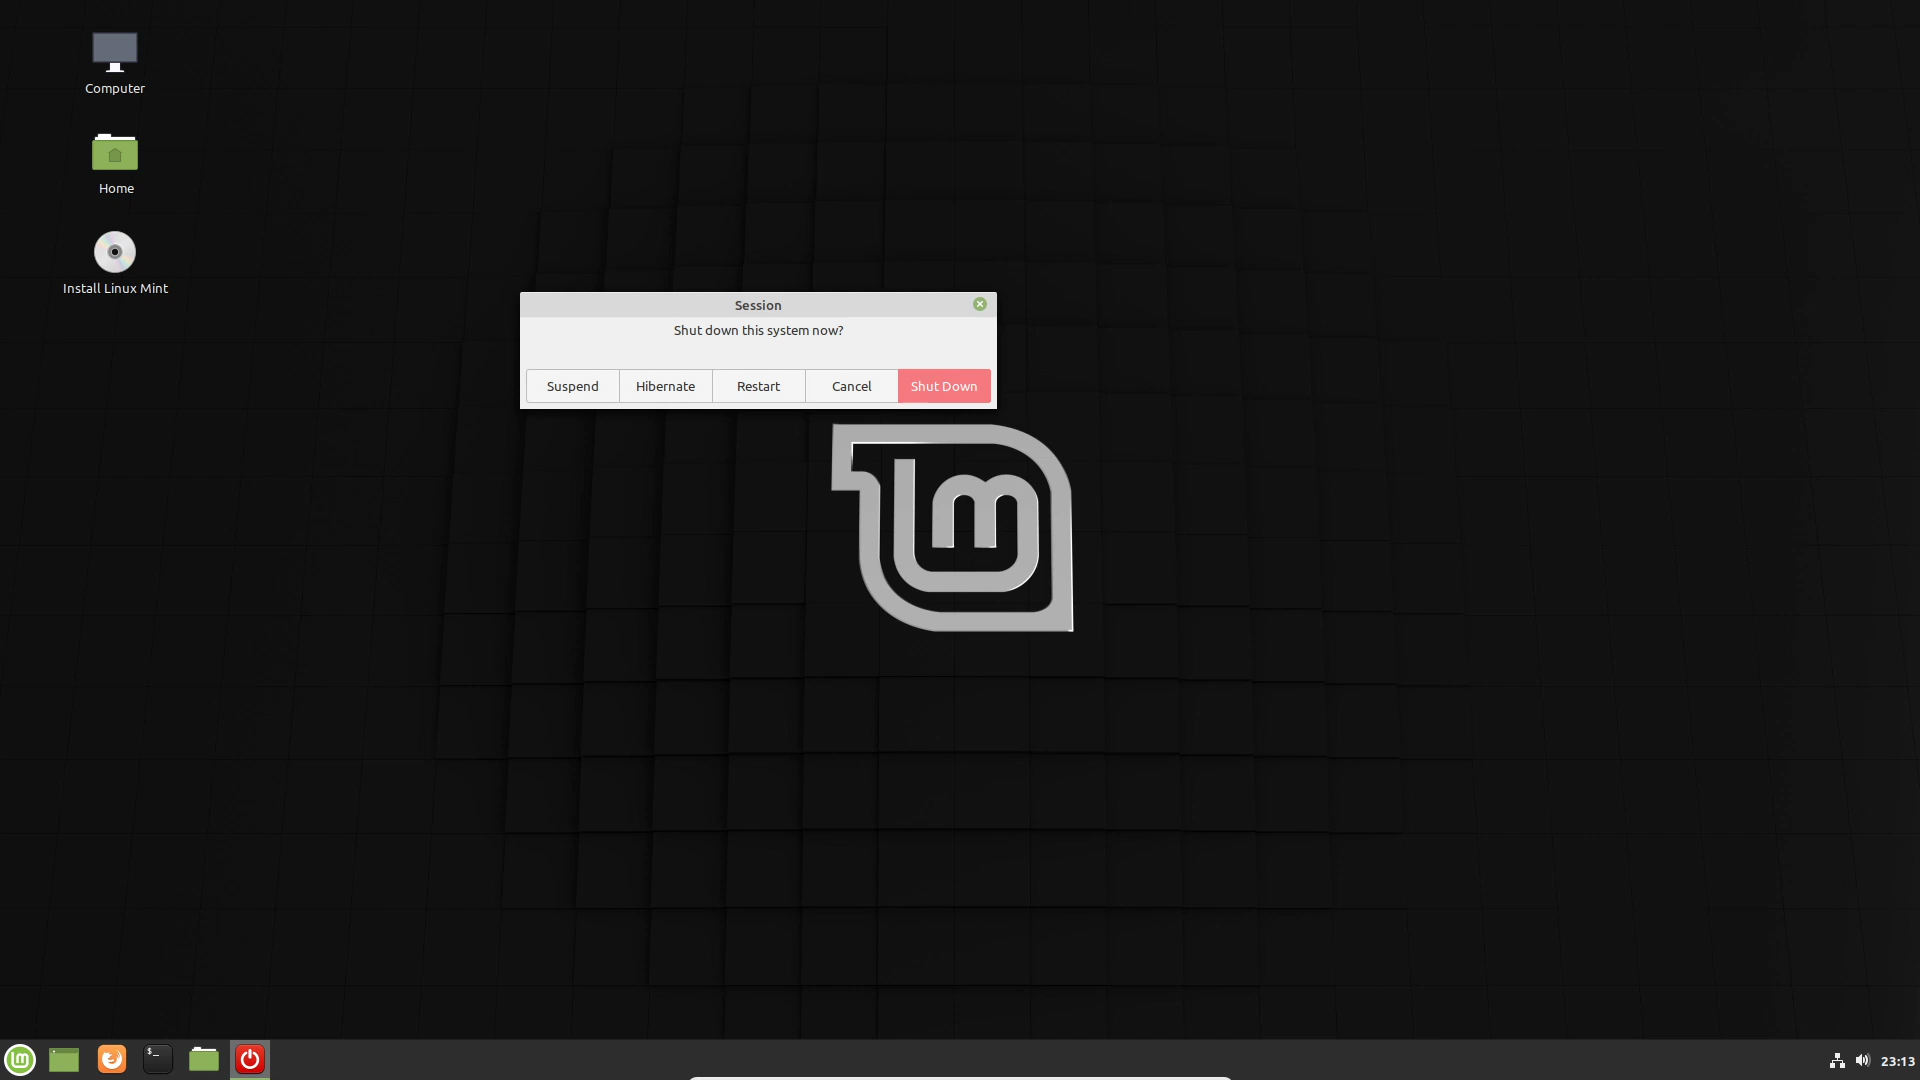 Computer
Home
Install Linux Mint
Session
Shut down this system now?
Suspend Hibernate Restart Cancel Shut Down
lm
$_
23:13